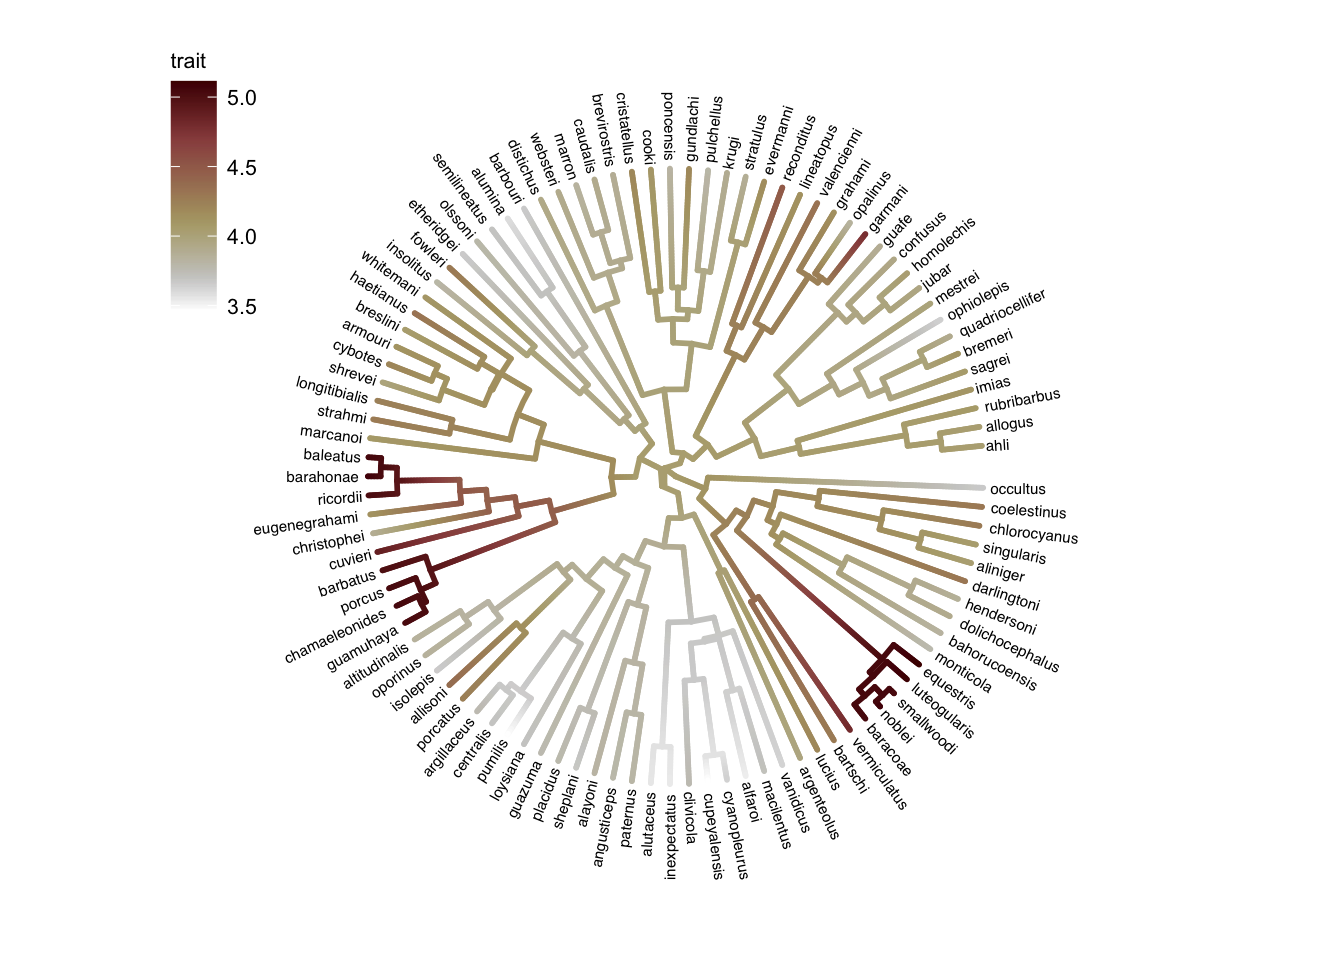 trait
5.0
4.5
4.0
3.5
occultus
coelestinus
chlorocyanus
singularis
aliniger
darlingtoni
hendersoni
dolichocephalus
bahorucoensis
monticola
equestris
luteogularis
smallwoodi
noblei
baracoae
vermiculatus
bartschi
lucius
argenteolus
vanidicus
macilentus
alfaroi
cyanopleurus
cupeyalensis
clivicola
inexpectatus
alutaceus
paternus
angusticeps
alayoni
sheplani
placidus
guazuma
loysiana
pumilis
centralis
argillaceus
porcatus
allisoni
isolepis
oporinus
altitudinalis
guamuhaya
chamaeleonides
porcus
barbatus
cuvieri
christophei
eugenegrahami
ricordii
barahonae
baleatus
marcanoi
strahmi
longitibialis
shrevei
cybotes
armouri
breslini
haetianus
whitemani
insolitus
fowleri
etheridgei
olssoni
semilineatus
alumina
barbouri
distichus
websteri
marron
caudalis
brevirostris
cristatellus
cooki
poncensis
gundlachi
pulchellus
krugi
stratulus
evermanni
reconditus
lineatopus
valencienni
grahami
opalinus
garmani
guafe
confusus
homolechis
jubar
mestrei
ophiolepis
quadriocellifer
bremeri
sagrei
imias
rubribarbus
allogus
ahli